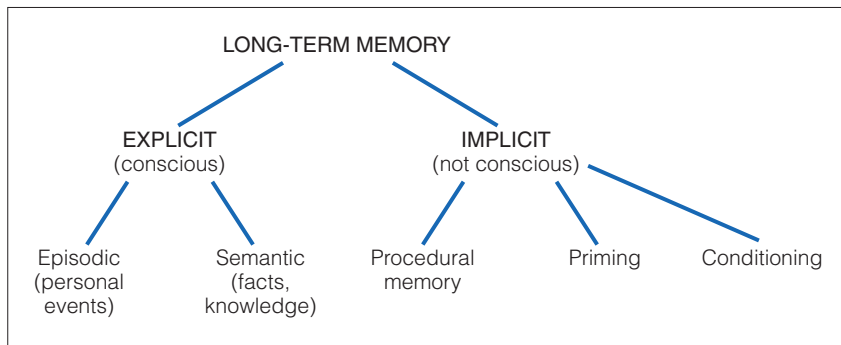 LONG-TERM MEMORY
EXPLICIT
(conscious)
IMPLICIT
(not conscious)
Episodic
(personal
events)
Semantic
(facts,
knowledge)
Procedural
memory
Priming
Conditioning